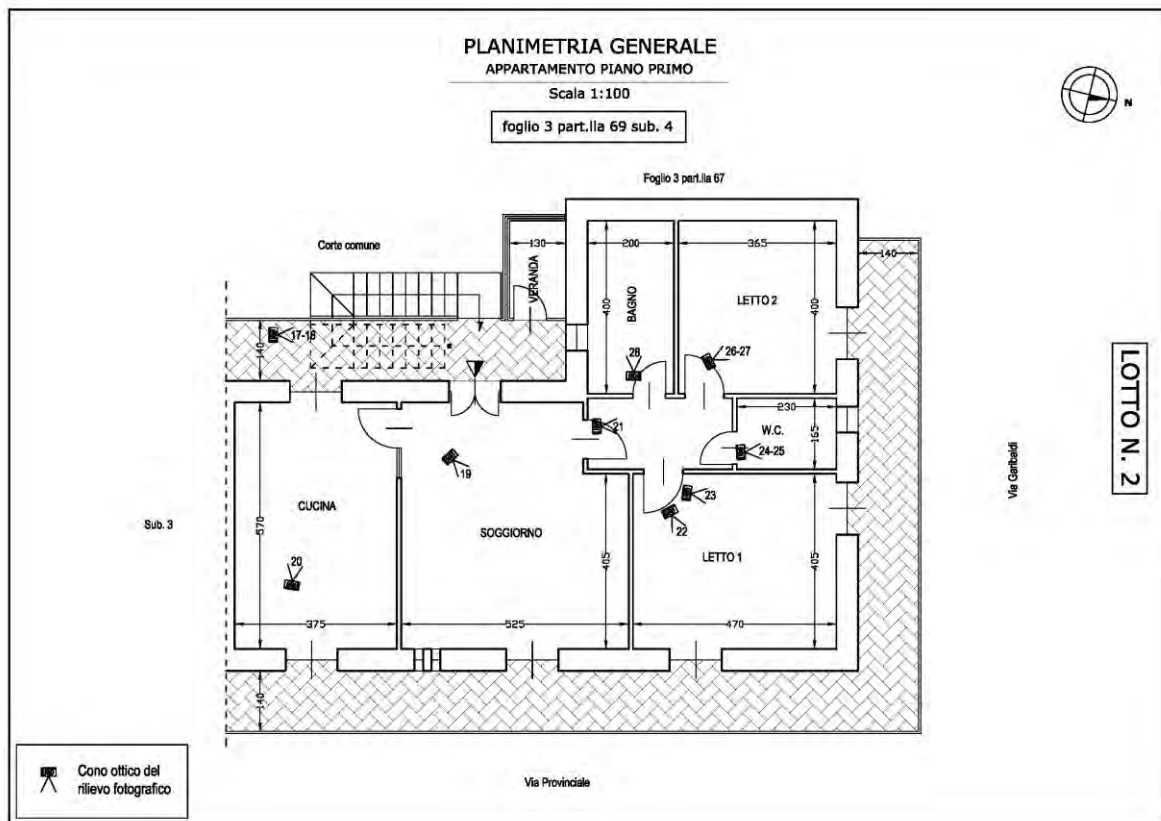 PLANIMETRIA GENERALE
APPARTAMENTO PIANO PRIMO
Scala 1:100
foglio 3 part.lla 69 sub. 4
N
Foglio 3 part.lla 67
Corte comune
130
VERANDA
200
365
140
400
BAGNO
LETTO 2
400
140
17-18
28
26-27
230
W.C.
165
21
24-25
19
23
22
CUCINA
SOGGIORNO
LETTO 1
570
405
405
20
375
525
470
140
Sub. 3
Via Garibaldi
LOTTO N. 2
Via Provinciale
Cono ottico del
rilievo fotografico